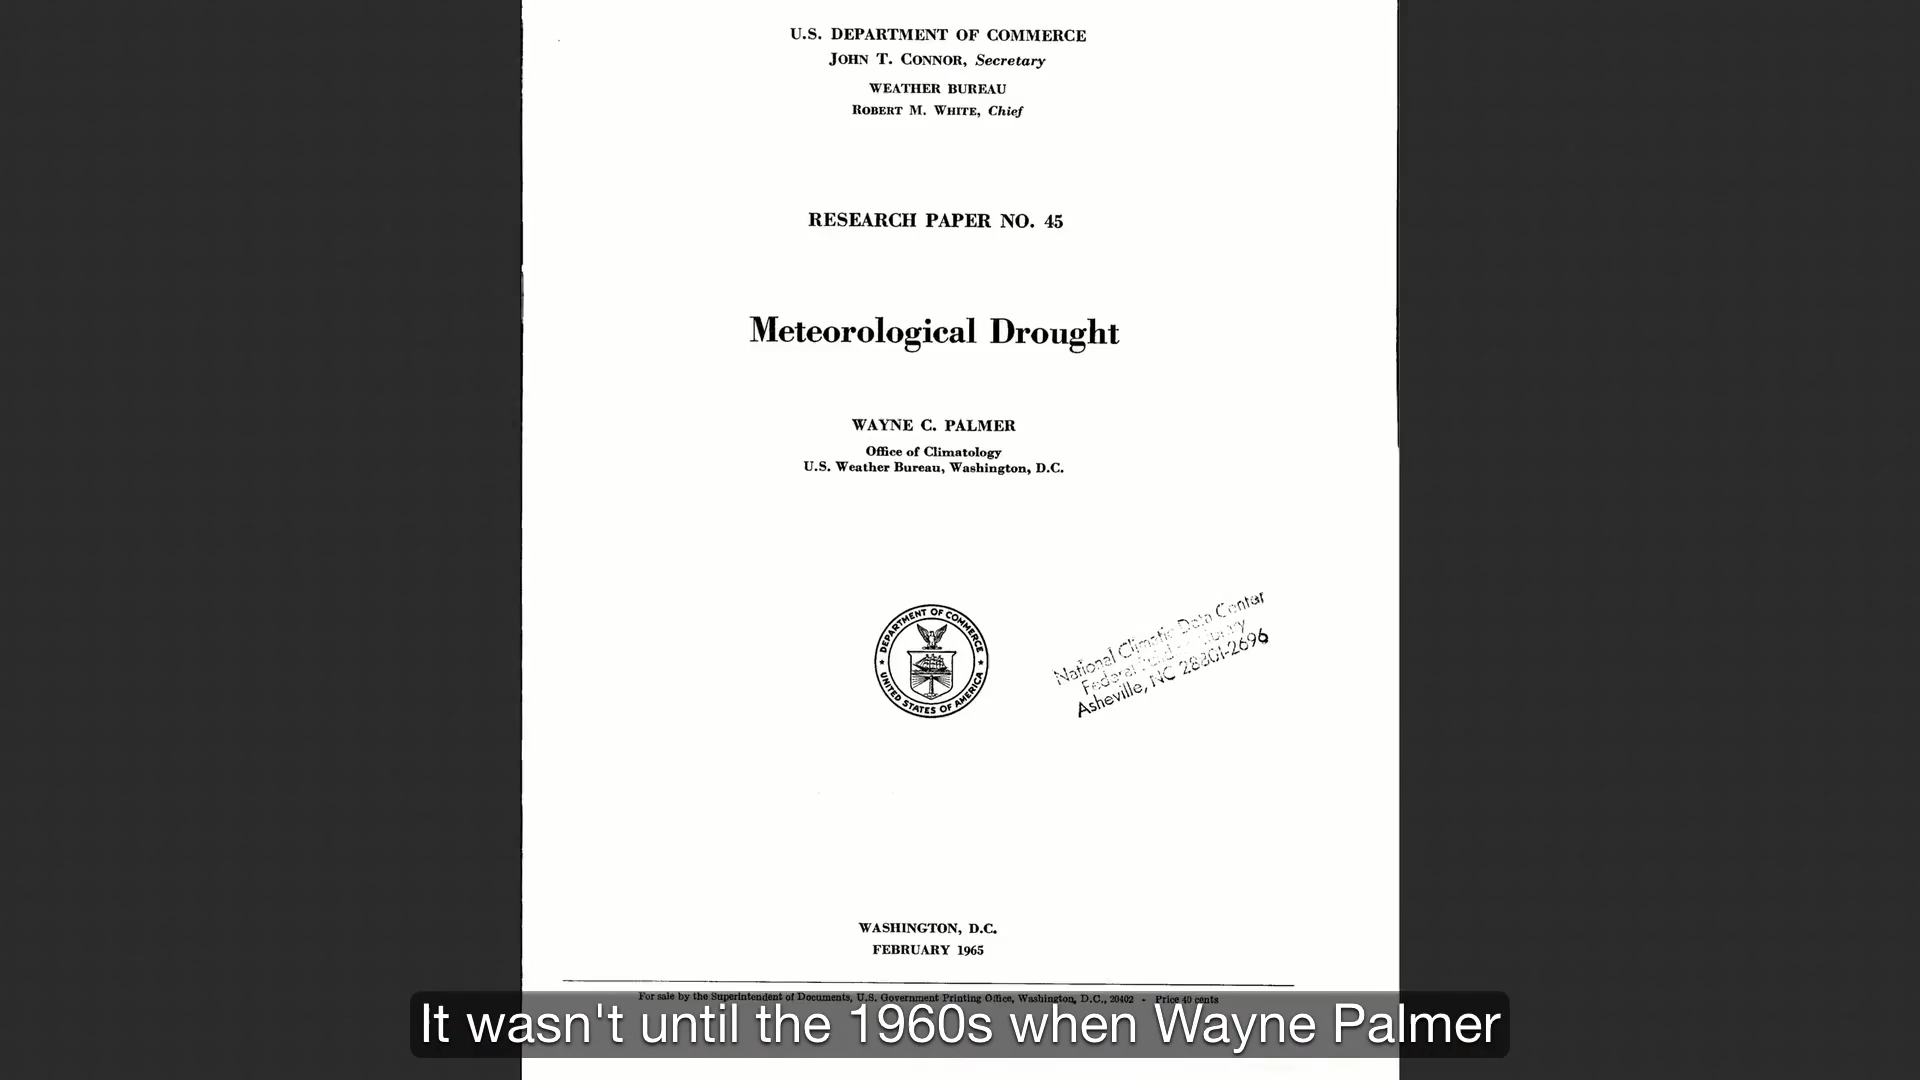 U.S. DEPARTMENT OF COMMERCE
JOHN T. CONNOR, Secretary
WEATHER BUREAU
ROBERT M. WHITE, Chief
RESEARCH PAPER NO. 45
Meteorological Drought
WAYNE C. PALMER
Office of Climatology
U.S. Weather Bureau, Washington, D.C.
DEPARTMENT OF COMMERCE
UNITED STATES OF AMERICA
National Climatic Data Center
Federal Library
Asheville, NC 28801-2696
WASHINGTON, D.C.
FEBRUARY 1965
For sale by the Superintendent of Documents, U.S. Government Printing Office, Washington, D.C., 20402 - Price 40 cents
It wasn't until the 1960s when Wayne Palmer